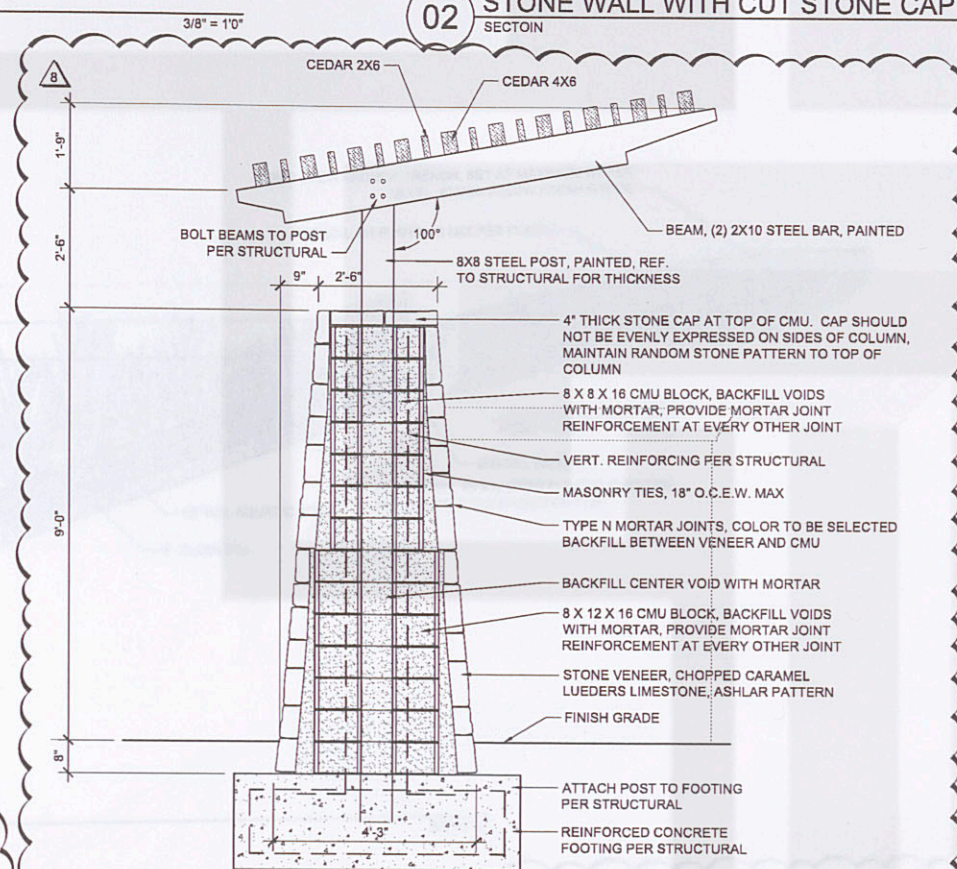 3/8" = 1'0"
02
STONE WALL WITH CUT STONE CAP
SECTOIN
8
CEDAR 2X6
CEDAR 4X6
1'-9"
2'-6"
9'-0"
8"
BOLT BEAMS TO POST
PER STRUCTURAL
100°
BEAM, (2) 2X10 STEEL BAR, PAINTED
8X8 STEEL POST, PAINTED, REF.
TO STRUCTURAL FOR THICKNESS
9"
2'-6"
4" THICK STONE CAP AT TOP OF CMU. CAP SHOULD
NOT BE EVENLY EXPRESSED ON SIDES OF COLUMN,
MAINTAIN RANDOM STONE PATTERN TO TOP OF
COLUMN
8 X 8 X 16 CMU BLOCK, BACKFILL VOIDS
WITH MORTAR, PROVIDE MORTAR JOINT
REINFORCEMENT AT EVERY OTHER JOINT
VERT. REINFORCING PER STRUCTURAL
MASONRY TIES, 18" O.C.E.W. MAX
TYPE N MORTAR JOINTS, COLOR TO BE SELECTED
BACKFILL BETWEEN VENEER AND CMU
BACKFILL CENTER VOID WITH MORTAR
8 X 12 X 16 CMU BLOCK, BACKFILL VOIDS
WITH MORTAR, PROVIDE MORTAR JOINT
REINFORCEMENT AT EVERY OTHER JOINT
STONE VENEER, CHOPPED CARAMEL
LUEDERS LIMESTONE, ASHLAR PATTERN
FINISH GRADE
ATTACH POST TO FOOTING
PER STRUCTURAL
4'-3"
REINFORCED CONCRETE
FOOTING PER STRUCTURAL